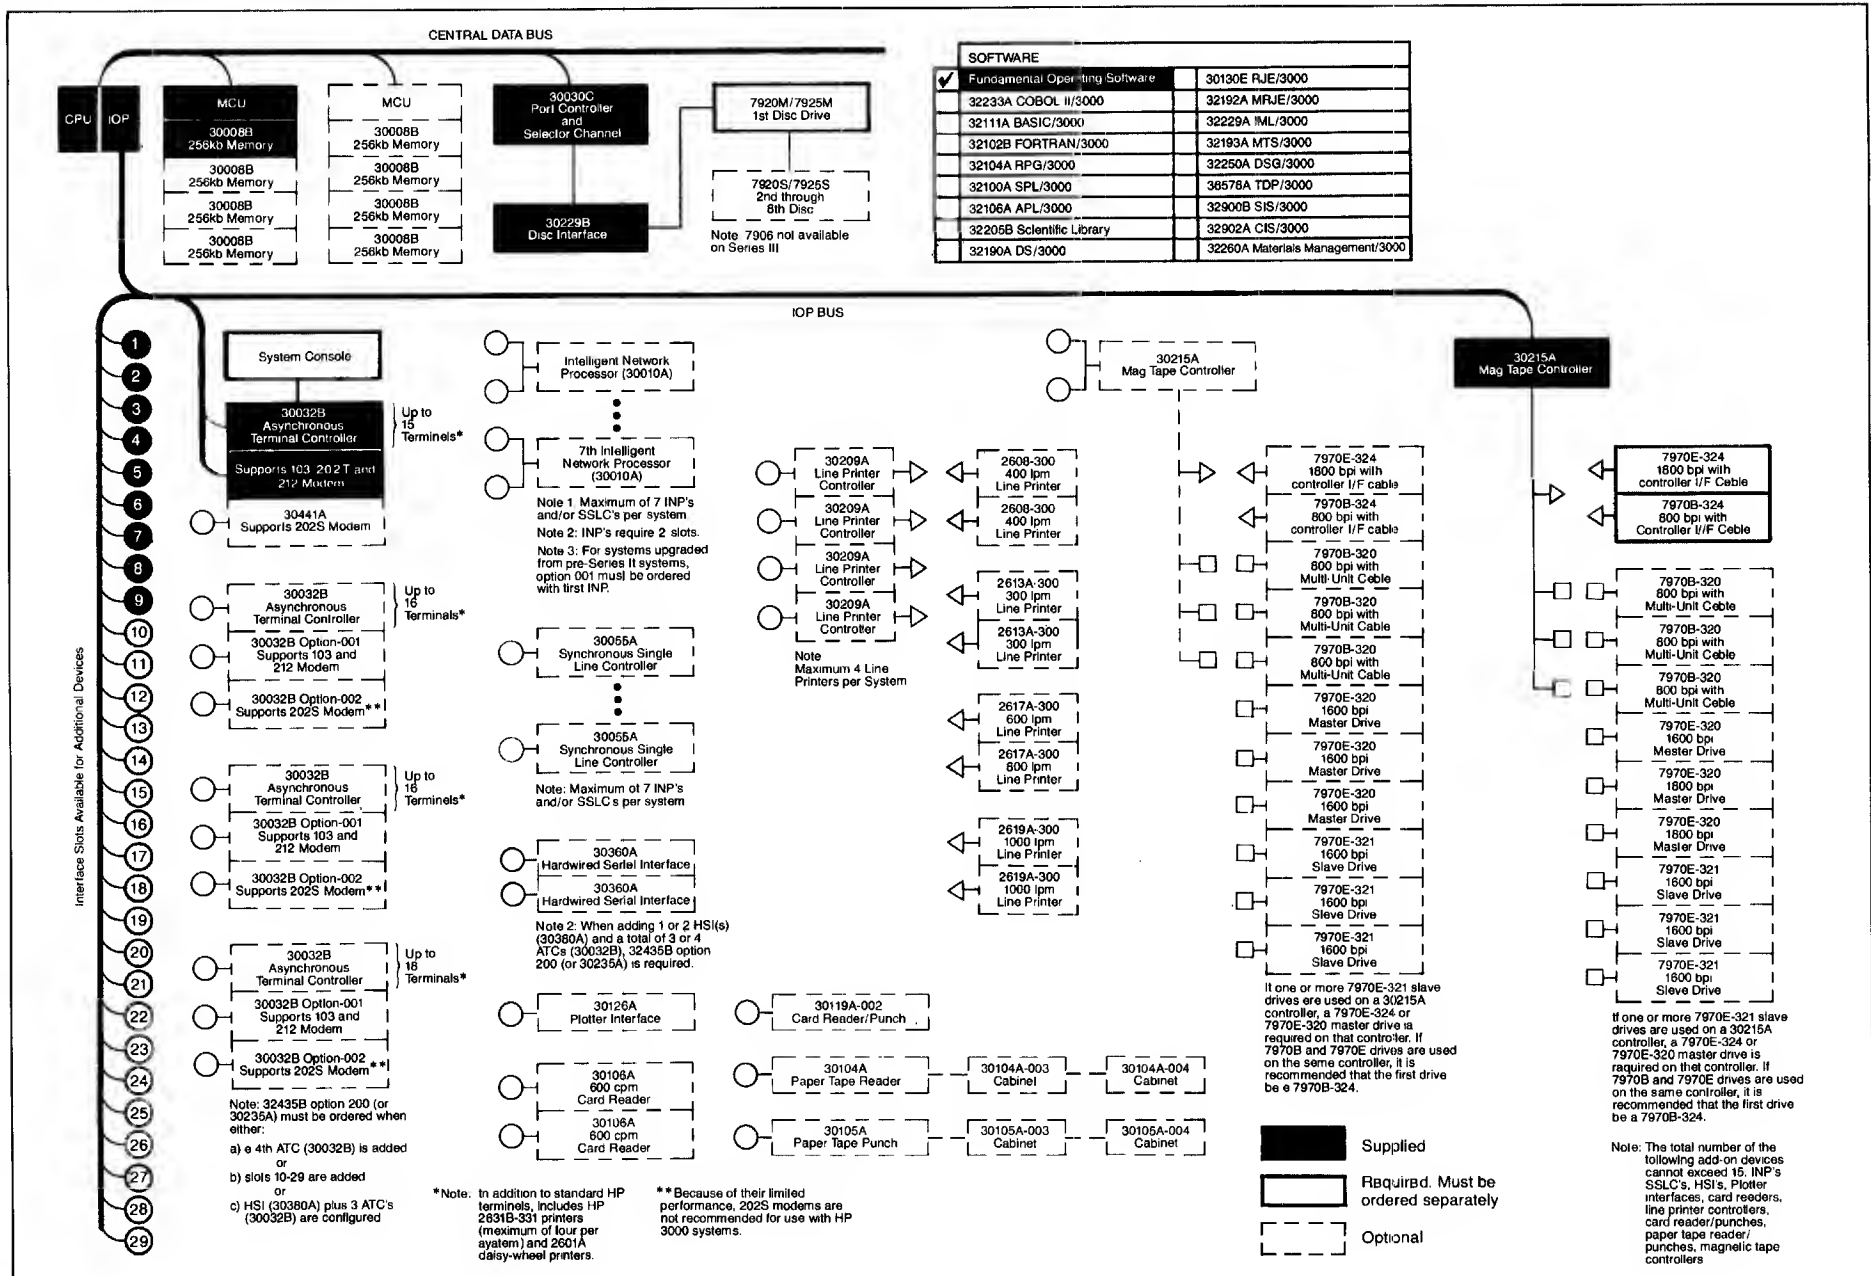 CENTRAL DATA BUS
CPU
IOP
MCU
30008B
256kb Memory
30008B
256kb Memory
30008B
256kb Memory
30008B
256kb Memory
MCU
30008B
256kb Memory
30008B
256kb Memory
30008B
256kb Memory
30008B
256kb Memory
30030C
Port Controller
and
Selector Channel
30229B
Disc Interface
7920M/7925M
1st Disc Drive
7920S/7925S
2nd through
8th Disc
Note 7906 not available
on Series III
SOFTWARE
✓ Fundamental Operating Software
32233A COBOL II/3000
32111A BASIC/3000
32102B FORTRAN/3000
32104A RPG/3000
32100A SPL/3000
32106A APL/3000
32205B Scientific Library
32190A DS/3000
30130E RJE/3000
32192A MRJE/3000
32229A IML/3000
32193A MTS/3000
32250A DSG/3000
36578A TDP/3000
32900B SIS/3000
32902A CIS/3000
32260A Materials Management/3000
IOP BUS
Interface Slots Available for Additional Devices
1
2
3
4
5
6
7
8
9
10
11
12
13
14
15
16
17
18
19
20
21
22
23
24
25
26
27
28
29
System Console
30032B
Asynchronous
Terminal Controller
Supports 103 202T and
212 Modem
Up to
15
Terminels*
30441A
Supports 202S Modem
30032B
Asynchronous
Terminal Controller
Up to
16
Terminals*
30032B Option-001
Supports 103 and
212 Modem
30032B Option-002
Supports 202S Modem**
30032B
Asynchronous
Terminal Controller
Up to
16
Terminels*
30032B Option-001
Supports 103 and
212 Modem
30032B Option-002
Supports 202S Modem**
30032B
Asynchronous
Terminal Controller
Up to
18
Terminals*
30032B Option-001
Supports 103 and
212 Modem
30032B Option-002
Supports 202S Modem**
Note: 32435B option 200 (or
30235A) must be ordered when
either:
a) e 4th ATC (30032B) is added
or
b) slots 10-29 are added
or
c) HSI (30380A) plus 3 ATC's
(30032B) are configured
Intelligent Network
Processor (30010A)
7th Intelligent
Network Processor
(30010A)
Note 1 Maximum of 7 INP's
and/or SSLC's per system
Note 2: INP's require 2 slots.
Note 3: For systems upgraded
from pre-Series II systems,
option 001 must be ordered
with first INP.
30055A
Synchronous Single
Line Controller
30055A
Synchronous Single
Line Controller
Note: Maximum of 7 INP's
and/or SSLC s per system
30360A
Hardwired Seriel Interface
30360A
Hardwired Serial Interface
Note 2: When adding 1 or 2 HSI(s)
(30380A) and a total of 3 or 4
ATCs (30032B), 32435B option
200 (or 30235A) is required.
30126A
Plotter Interface
30106A
600 cpm
Card Reader
30106A
600 cpm
Card Reader
30209A
Line Printer
Controller
30209A
Line Printer
Controller
30209A
Line Printer
Controller
30209A
Line Printer
Controller
Note
Maximum 4 Line
Printers per System
2608-300
400 lpm
Line Printer
2608-300
400 lpm
Line Printer
2613A-300
300 lpm
Line Printer
2613A-300
300 lpm
Line Printer
2617A-300
600 lpm
Line Printer
2617A-300
800 lpm
Line Printer
2619A-300
1000 lpm
Line Printer
2619A-300
1000 lpm
Line Printer
30119A-002
Card Reader/Punch
30104A
Paper Tape Reader
30104A-003
Cabinet
30104A-004
Cabinet
30105A
Paper Tape Punch
30105A-003
Cabinet
30105A-004
Cabinet
*Note: In addition to standard HP
terminels, includes HP
2831B-331 printers
(meximum of four per
ayatem) and 2601A
daisy-wheel printers.
**Because of their limited
performance, 202S modems are
not recommended for use with HP
3000 systems.
30215A
Mag Tape Controller
7970E-324
1800 bpi with
controller I/F cable
7970B-324
800 bpi with
controller I/F cable
7970B-320
800 bpi with
Multi-Unit Ceble
7970B-320
800 bpi with
Multi-Unit Cable
7970B-320
800 bpi with
Multi-Unit Cable
7970E-320
1600 bpi
Master Drive
7970E-320
1600 bpi
Master Drive
7970E-320
1600 bpi
Master Drive
7970E-321
1600 bpi
Slave Drive
7970E-321
1600 bpi
Sleve Drive
7970E-321
1600 bpi
Slave Drive
It one or more 7970E-321 slave
drives ere used on a 30215A
controller, a 7970E-324 or
7970E-320 master drive is
required on that controller. If
7970B and 7970E drives are used
on the same controller, it is
recommended that the first drive
be e 7970B-324.
30215A
Mag Tape Controller
7970E-324
1800 bpi with
controller I/F Ceble
7970B-324
800 bpi with
Controller I//F Ceble
7970B-320
800 bpi with
Multi-Unit Ceble
7970B-320
800 bpi with
Multi-Unit Ceble
7970B-320
800 bpi with
Multi-Unit Cable
7970E-320
1600 bpi
Mester Drive
7970E-320
1800 bpi
Master Drive
7970E-320
1800 bpi
Master Drive
7970E-321
1600 bpi
Slave Drive
7970E-321
1600 bpi
Slave Drive
7970E-321
1600 bpi
Sleve Drive
If one or more 7970E-321 slave
drives are used on a 30215A
controller, a 7970E-324 or
7970E-320 master drive is
raquired on thet controller. If
7970B and 7970E drives are used
on the same controller, it is
recommended that the first drive
be a 7970B-324.
Note: The total number of the
following add-on devices
cannot exceed 15. INP's
SSLC's, HSI's, Plotter
interfaces, card reeders,
line printer controllers,
card reader/punches,
paper tape reader/
punches, magnetic tape
controllers
Supplied
Required. Must be
ordered separately
Optional